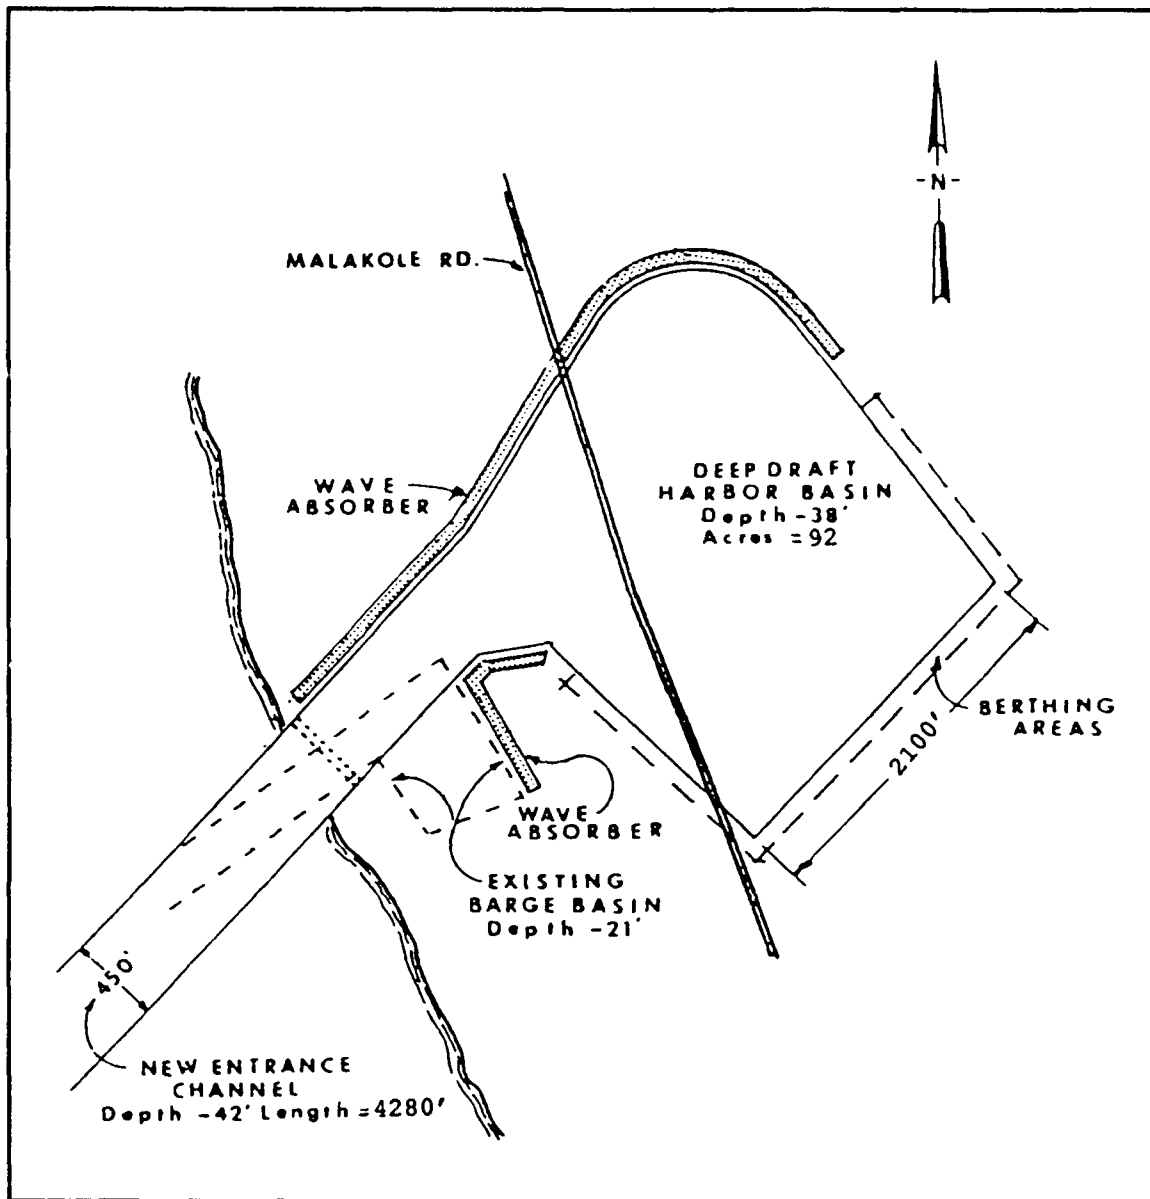 -N-
MALAKOLE RD.
WAVE
ABSORBER
DEEP DRAFT
HARBOR BASIN
Depth -38'
Acres = 92
BERTHING
AREAS
2100'
WAVE
ABSORBER
EXISTING
BARGE BASIN
Depth -21'
450'
NEW ENTRANCE
CHANNEL
Depth -42' Length = 4280'